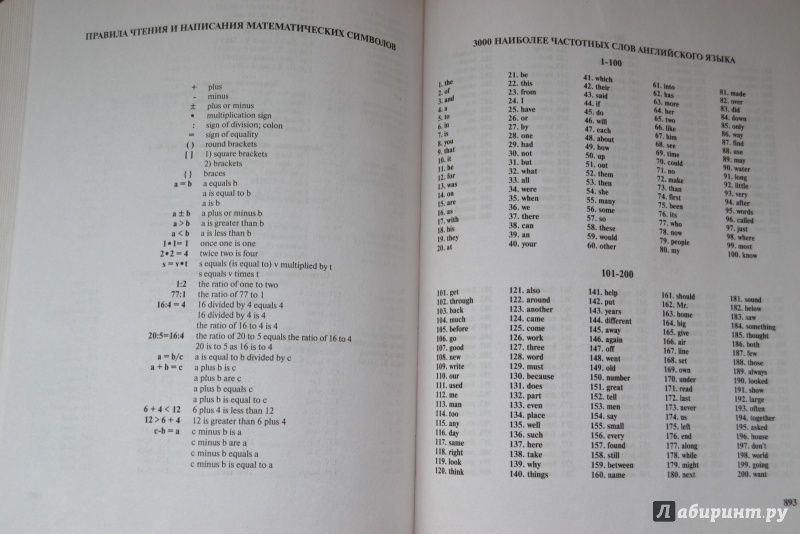 ПРАВИЛА ЧТЕНИЯ И НАПИСАНИЯ МАТЕМАТИЧЕСКИХ СИМВОЛОВ
+ plus
- minus
± plus or minus
• multiplication sign
: sign of division; colon
= sign of equality
( ) round brackets
[ ] 1) square brackets
2) brackets
{ } braces
a = b a equals b
a is equal to b
a is b
a ± b a plus or minus b
a > b a is greater than b
a < b a is less than b
1•1= 1 once one is one
2•2 = 4 twice two is four
s = v•t s equals (is equal to) v multiplied by t
s equals v times t
1:2 the ratio of one to two
77:1 the ratio of 77 to 1
16:4 = 4 16 divided by 4 equals 4
16 divided by 4 is 4
the ratio of 16 to 4 is 4
20:5=16:4 the ratio of 20 to 5 equals the ratio of 16 to 4
20 is to 5 as 16 is to 4
a = b/c a is equal to b divided by c
a + b = c a plus b is c
a plus b are c
a plus b equals c
a plus b is equal to c
6 + 4 < 12 6 plus 4 is less than 12
12 > 6 + 4 12 is greater than 6 plus 4
c-b = a c minus b is a
c minus b are a
c minus b equals a
c minus b is equal to a
3000 НАИБОЛЕЕ ЧАСТОТНЫХ СЛОВ АНГЛИЙСКОГО ЯЗЫКА
1-100
1. the
2. of
3. and
4. a
5. to
6. in
7. is
8. you
9. that
10. it
11. he
12. for
13. was
14. on
15. are
16. as
17. with
18. his
19. they
20. at
21. be
22. this
23. from
24. I
25. have
26. or
27. by
28. one
29. had
30. not
31. but
32. what
33. all
34. were
35. when
36. we
37. there
38. can
39. an
40. your
41. which
42. their
43. said
44. if
45. do
46. will
47. each
48. about
49. how
50. up
51. out
52. them
53. then
54. she
55. many
56. some
57. so
58. these
59. would
60. other
61. into
62. has
63. more
64. her
65. two
66. like
67. him
68. see
69. time
70. could
71. no
72. make
73. than
74. first
75. been
76. its
77. who
78. now
79. people
80. my
81. made
82. over
83. did
84. down
85. only
86. way
87. find
88. use
89. may
90. water
91. long
92. little
93. very
94. after
95. words
96. called
97. just
98. where
99. most
100. know
101-200
101. get
102. through
103. back
104. much
105. before
106. go
107. good
108. new
109. write
110. our
111. used
112. me
113. man
114. too
115. any
116. day
117. same
118. right
119. look
120. think
121. also
122. around
123. another
124. came
125. come
126. work
127. three
128. word
129. must
130. because
131. does
132. part
133. even
134. place
135. well
136. such
137. here
138. take
139. why
140. things
141. help
142. put
143. years
144. different
145. away
146. again
147. off
148. went
149. old
150. number
151. great
152. tell
153. men
154. say
155. small
156. every
157. found
158. still
159. between
160. name
161. should
162. Mr.
163. home
164. big
165. give
166. air
167. line
168. set
169. own
170. under
171. read
172. last
173. never
174. us
175. left
176. end
177. along
178. while
179. might
180. next
181. sound
182. below
183. saw
184. something
185. thought
186. both
187. few
188. those
189. always
190. looked
191. show
192. large
193. often
194. together
195. asked
196. house
197. don't
198. world
199. going
200. want
893
Лабиринт.ру